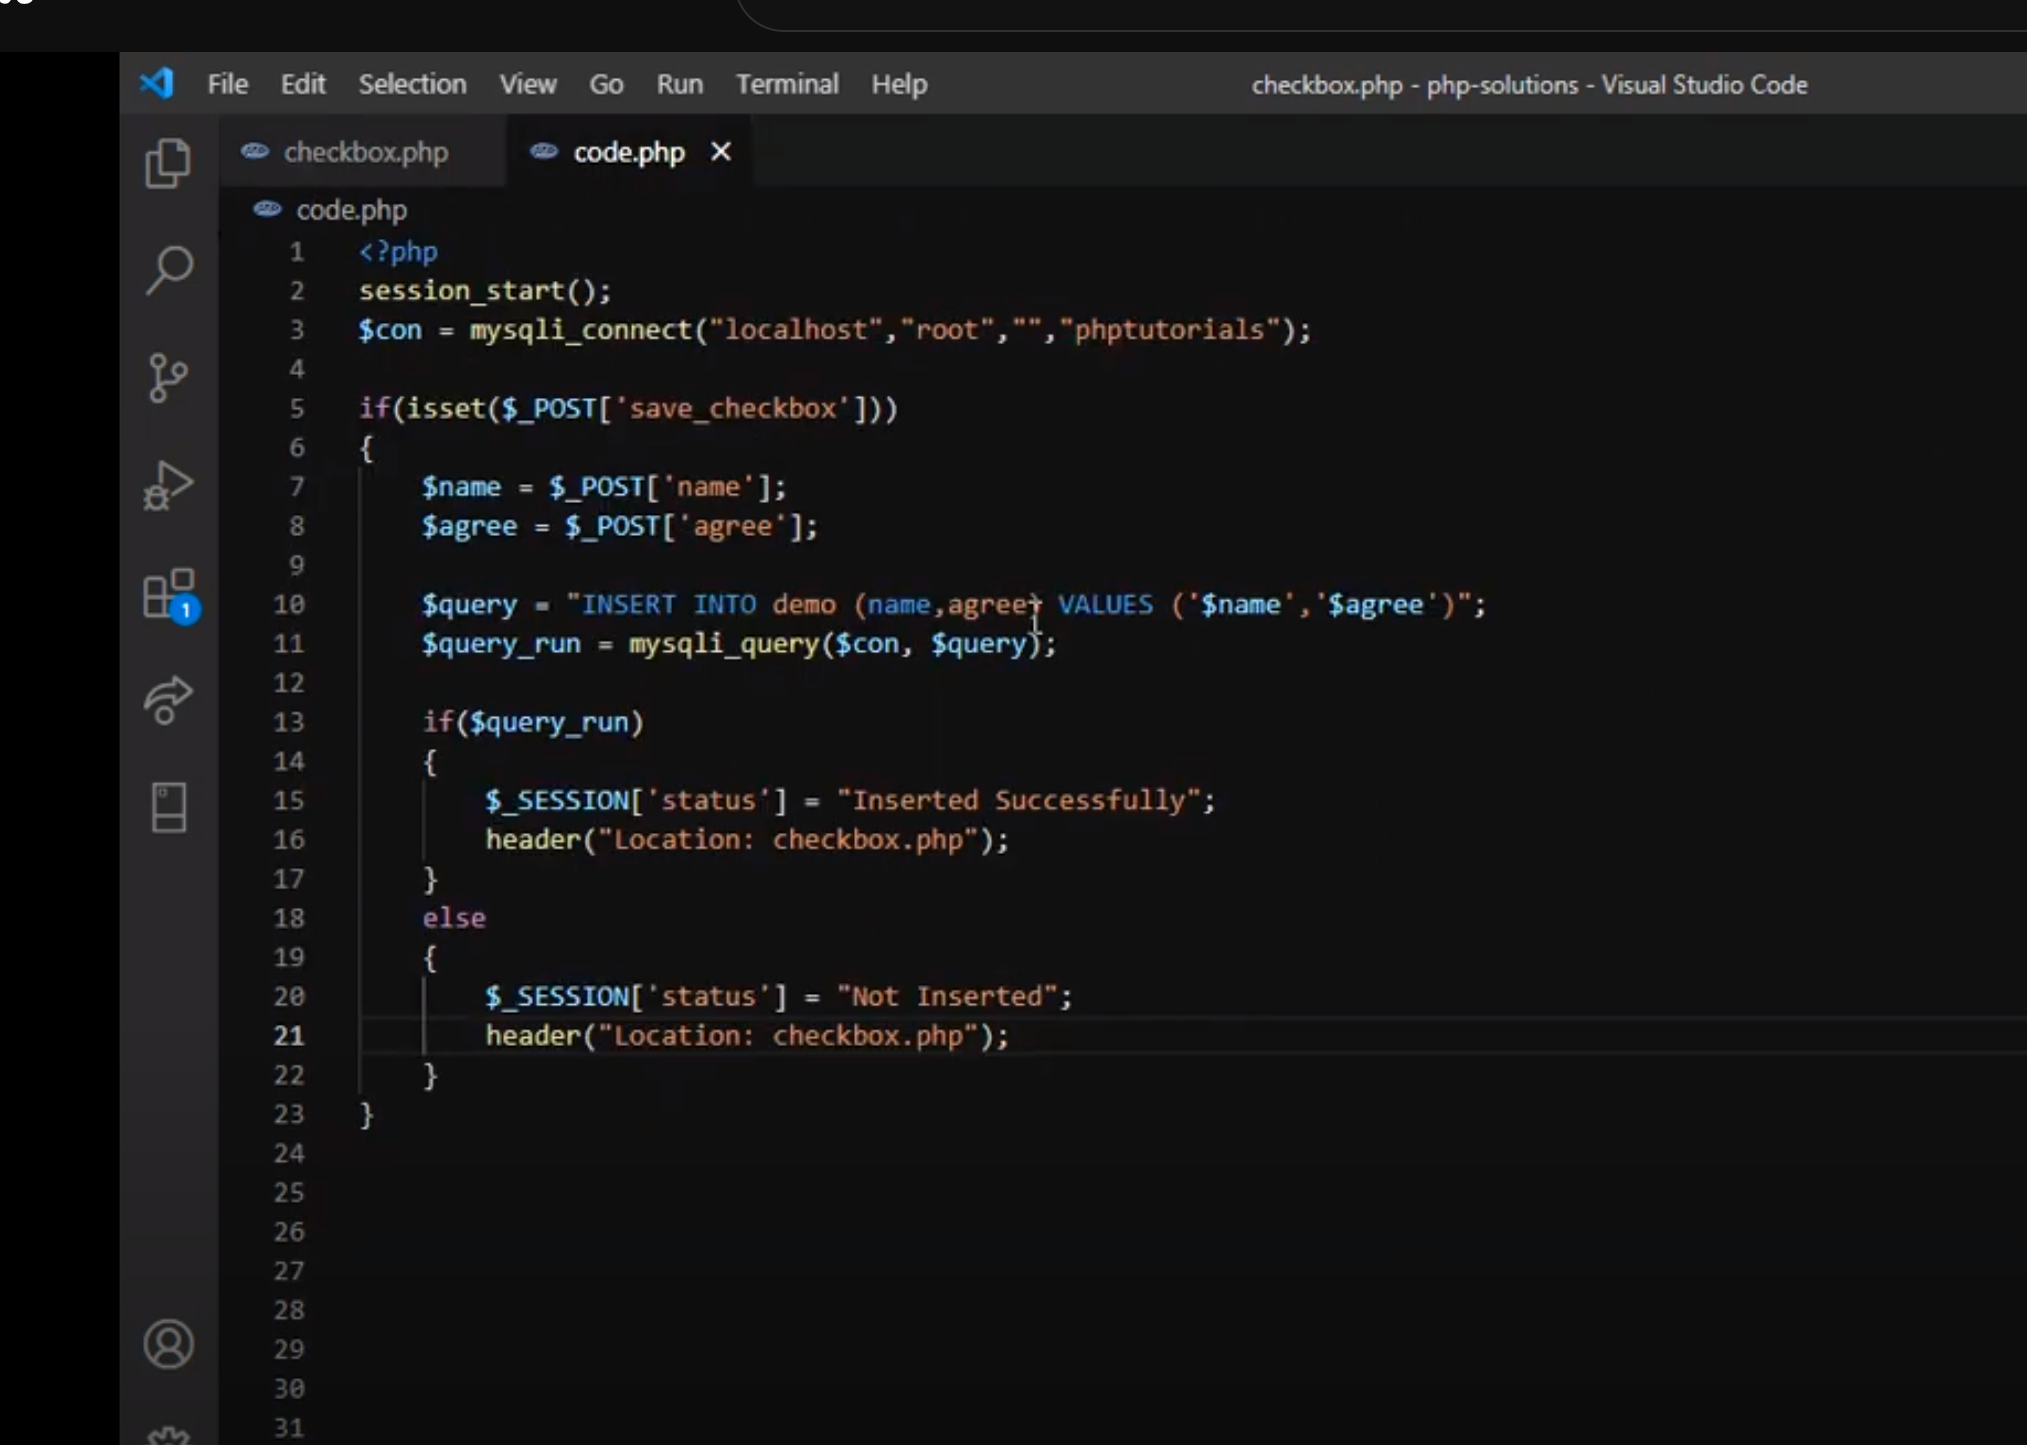 File Edit Selection View Go Run Terminal Help checkbox.php - php-solutions - Visual Studio Code
checkbox.php code.php
code.php
1 <?php
2 session_start();
3 $con = mysqli_connect("localhost","root","","phptutorials");
4
5 if(isset($_POST['save_checkbox']))
6 {
7 $name = $_POST['name'];
8 $agree = $_POST['agree'];
9
10 $query = "INSERT INTO demo (name,agree) VALUES ('$name','$agree')";
11 $query_run = mysqli_query($con, $query);
12
13 if($query_run)
14 {
15 $_SESSION['status'] = "Inserted Successfully";
16 header("Location: checkbox.php");
17 }
18 else
19 {
20 $_SESSION['status'] = "Not Inserted";
21 header("Location: checkbox.php");
22 }
23 }
24
25
26
27
28
29
30
31
1